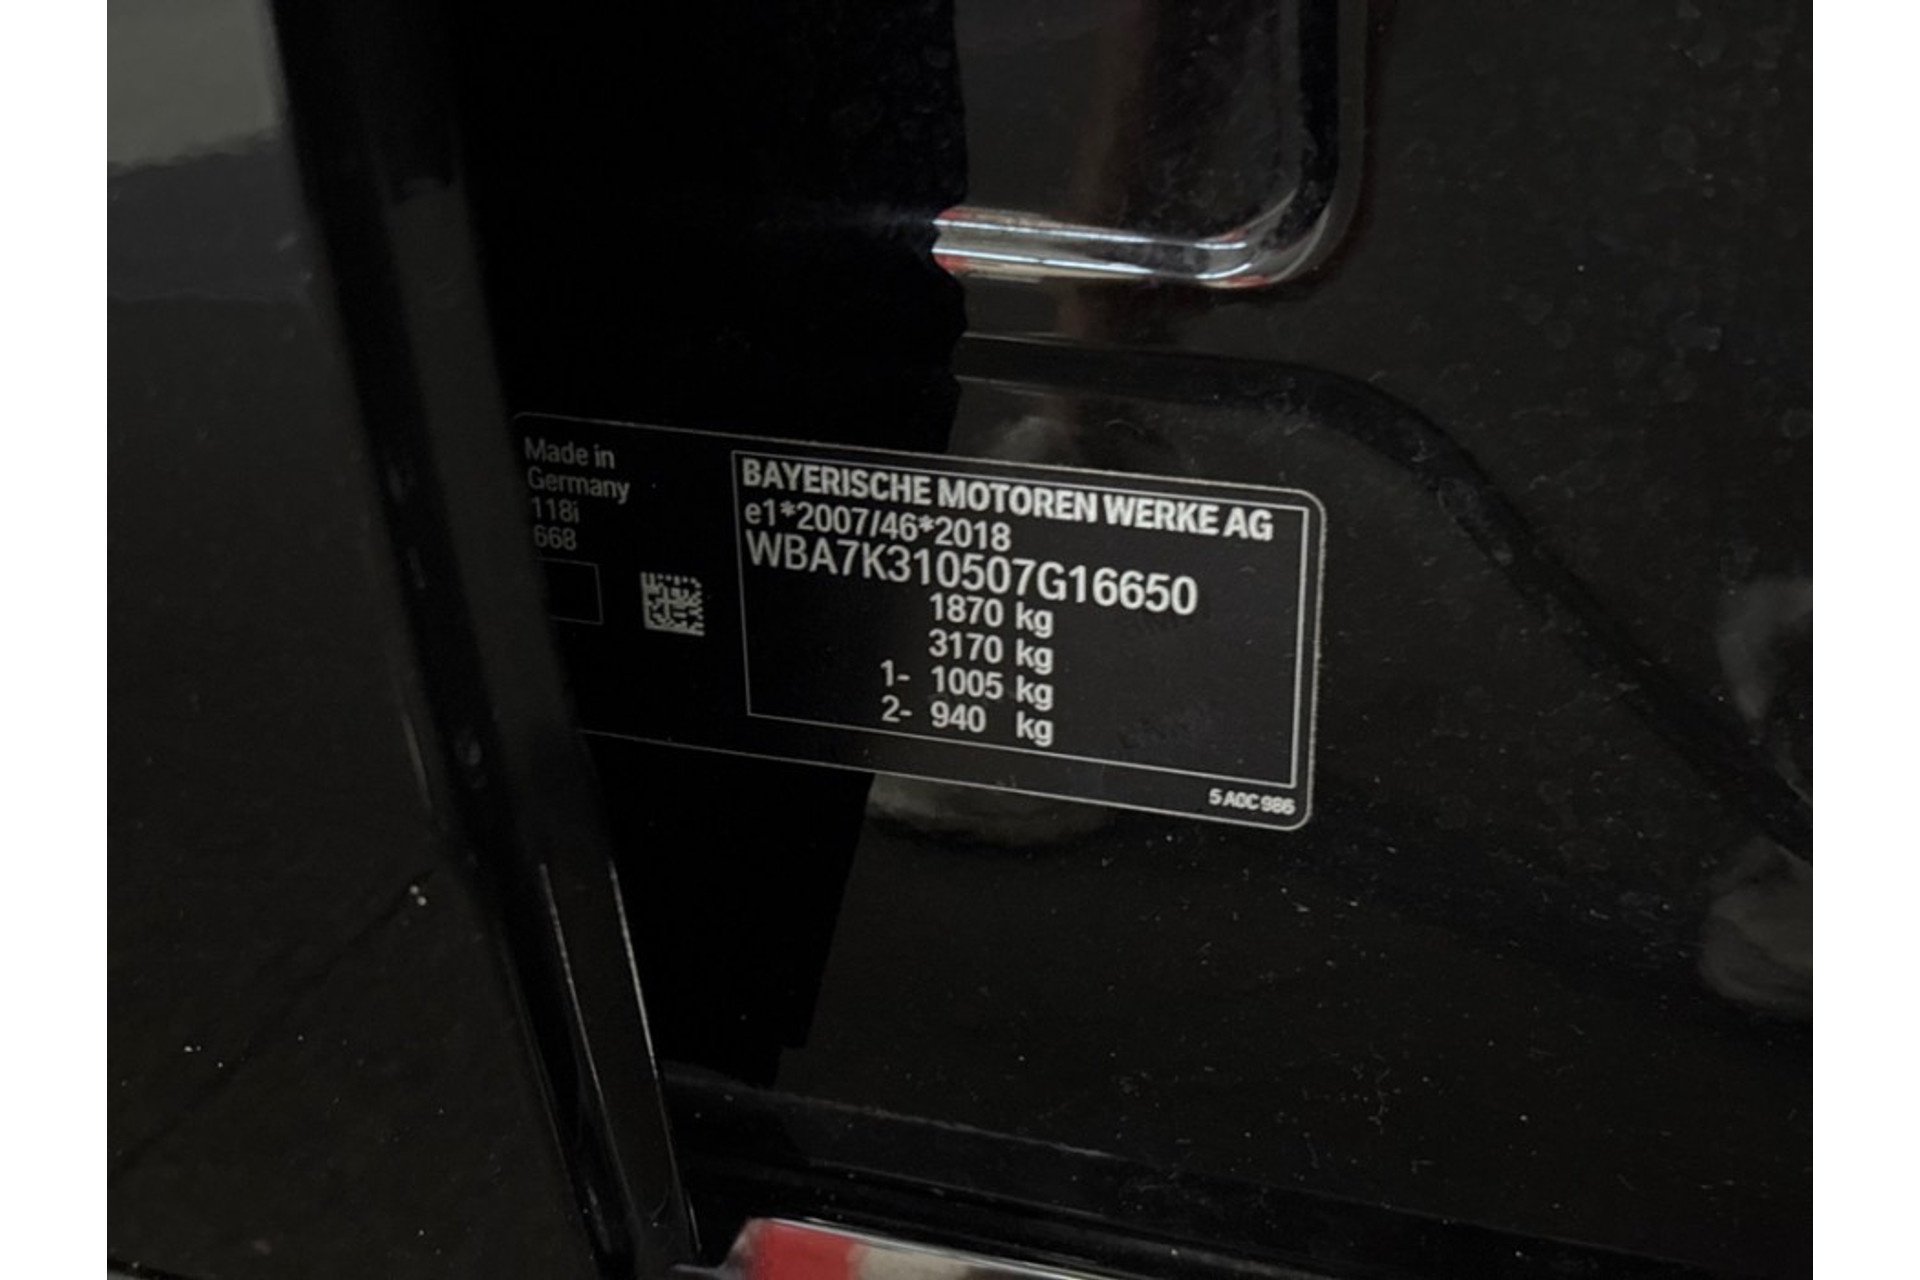 Made in
Germany
118i
668
BAYERISCHE MOTOREN WERKE AG
e1*2007/46*2018
WBA7K310507G16650
1870 kg
3170 kg
1- 1005 kg
2- 940 kg
5 A0C 986